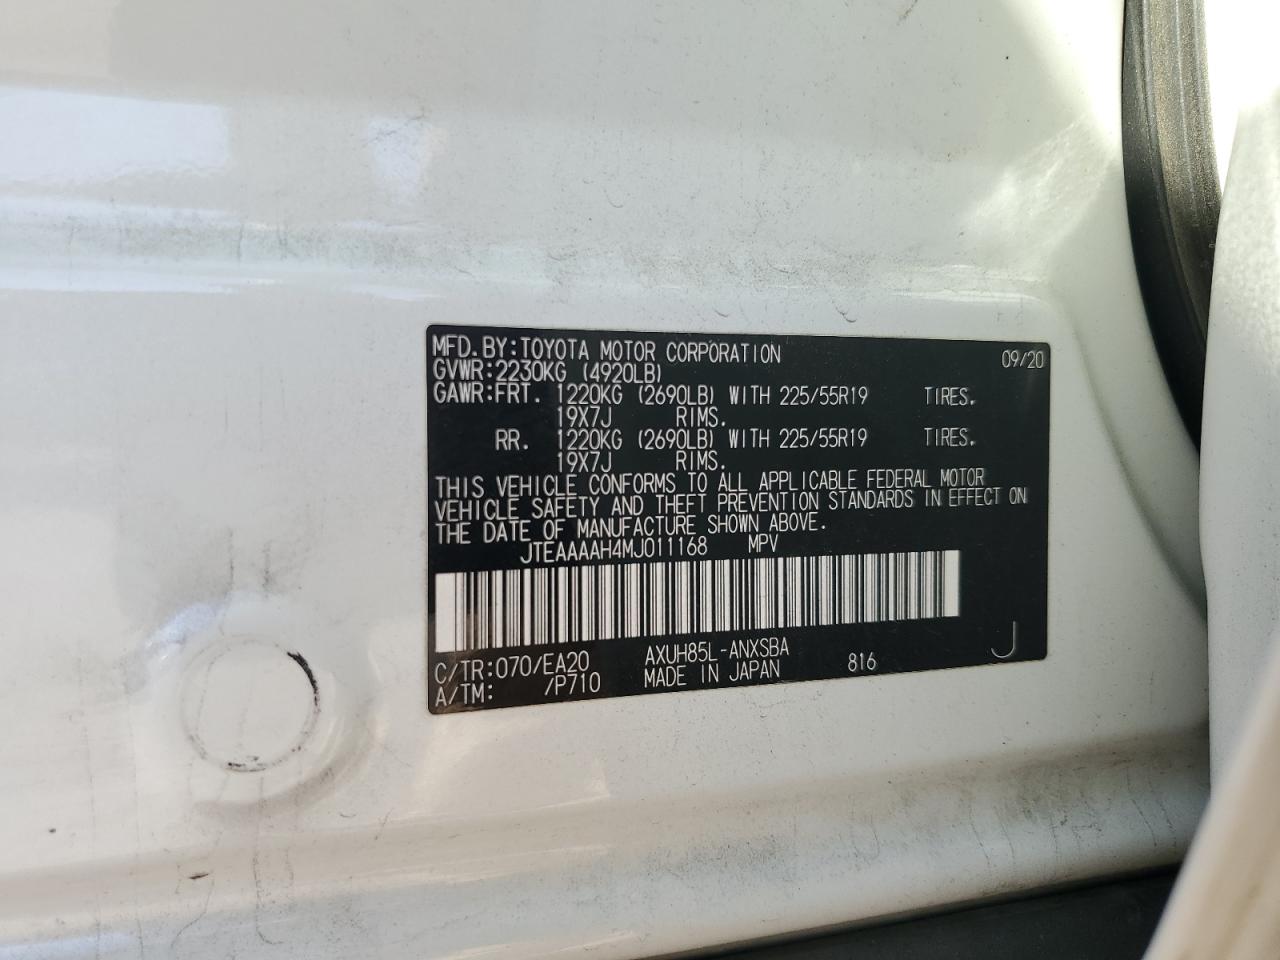 MFD.BY:TOYOTA MOTOR CORPORATION 09/20
GVWR:2230KG (4920LB)
GAWR:FRT. 1220KG (2690LB) WITH 225/55R19 TIRES.
19X7J RIMS.
RR. 1220KG (2690LB) WITH 225/55R19 TIRES.
19X7J RIMS.
THIS VEHICLE CONFORMS TO ALL APPLICABLE FEDERAL MOTOR
VEHICLE SAFETY AND THEFT PREVENTION STANDARDS IN EFFECT ON
THE DATE OF MANUFACTURE SHOWN ABOVE.
JTEAAAAH4MJ011168 MPV
C/TR:070/EA20 AXUH85L-ANXSBA
A/TM: /P710 MADE IN JAPAN 816 J